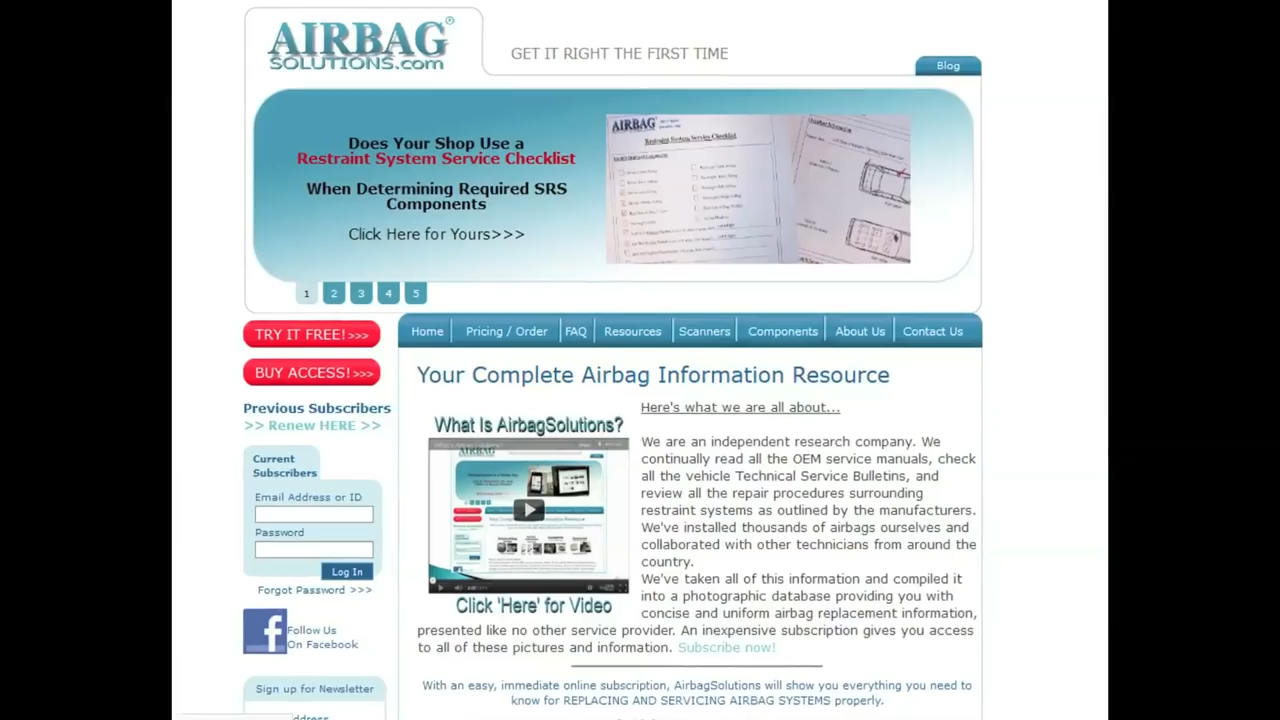 AIRBAG®
SOLUTIONS.com
GET IT RIGHT THE FIRST TIME
Blog
Does Your Shop Use a
Restraint System Service Checklist
When Determining Required SRS
Components
Click Here for Yours>>>
AIRBAG
Restraint System Service Checklist
1 2 3 4 5
TRY IT FREE! >>>
BUY ACCESS! >>>
Previous Subscribers
>> Renew HERE >>
Current
Subscribers
Email Address or ID
Password
Log In
Forgot Password >>>
Follow Us
On Facebook
Sign up for Newsletter
Home Pricing / Order FAQ Resources Scanners Components About Us Contact Us
Your Complete Airbag Information Resource
What Is AirbagSolutions?
AIRBAG
Click 'Here' for Video
Here's what we are all about...
We are an independent research company. We
continually read all the OEM service manuals, check
all the vehicle Technical Service Bulletins, and
review all the repair procedures surrounding
restraint systems as outlined by the manufacturers.
We've installed thousands of airbags ourselves and
collaborated with other technicians from around the
country.
We've taken all of this information and compiled it
into a photographic database providing you with
concise and uniform airbag replacement information,
presented like no other service provider. An inexpensive subscription gives you access
to all of these pictures and information. Subscribe now!
With an easy, immediate online subscription, AirbagSolutions will show you everything you need to
know for REPLACING AND SERVICING AIRBAG SYSTEMS properly.